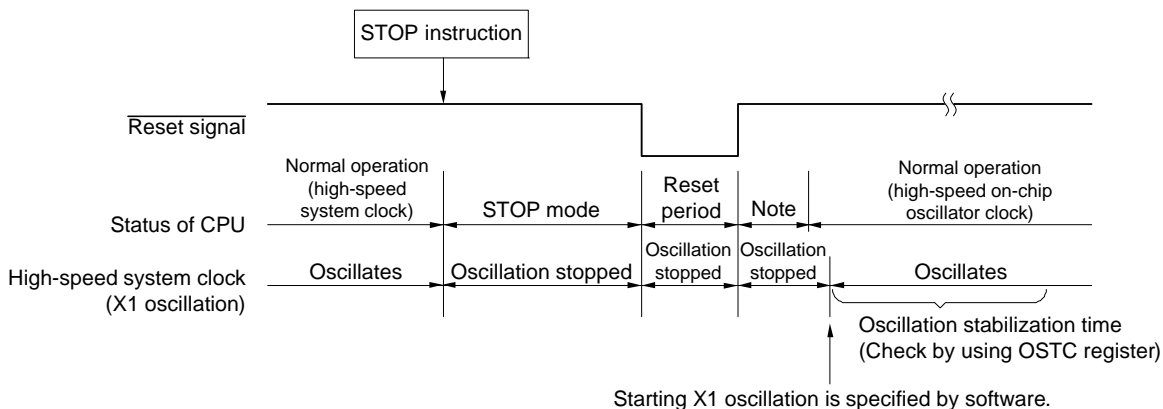 STOP instruction
Reset signal
Normal operation
(high-speed
system clock)
Reset
period
Normal operation
(high-speed on-chip
oscillator clock)
Status of CPU
STOP mode
Note
High-speed system clock
(X1 oscillation)
Oscillates
Oscillation stopped
Oscillation
stopped
Oscillation
stopped
Oscillates
Oscillation stabilization time
(Check by using OSTC register)
Starting X1 oscillation is specified by software.